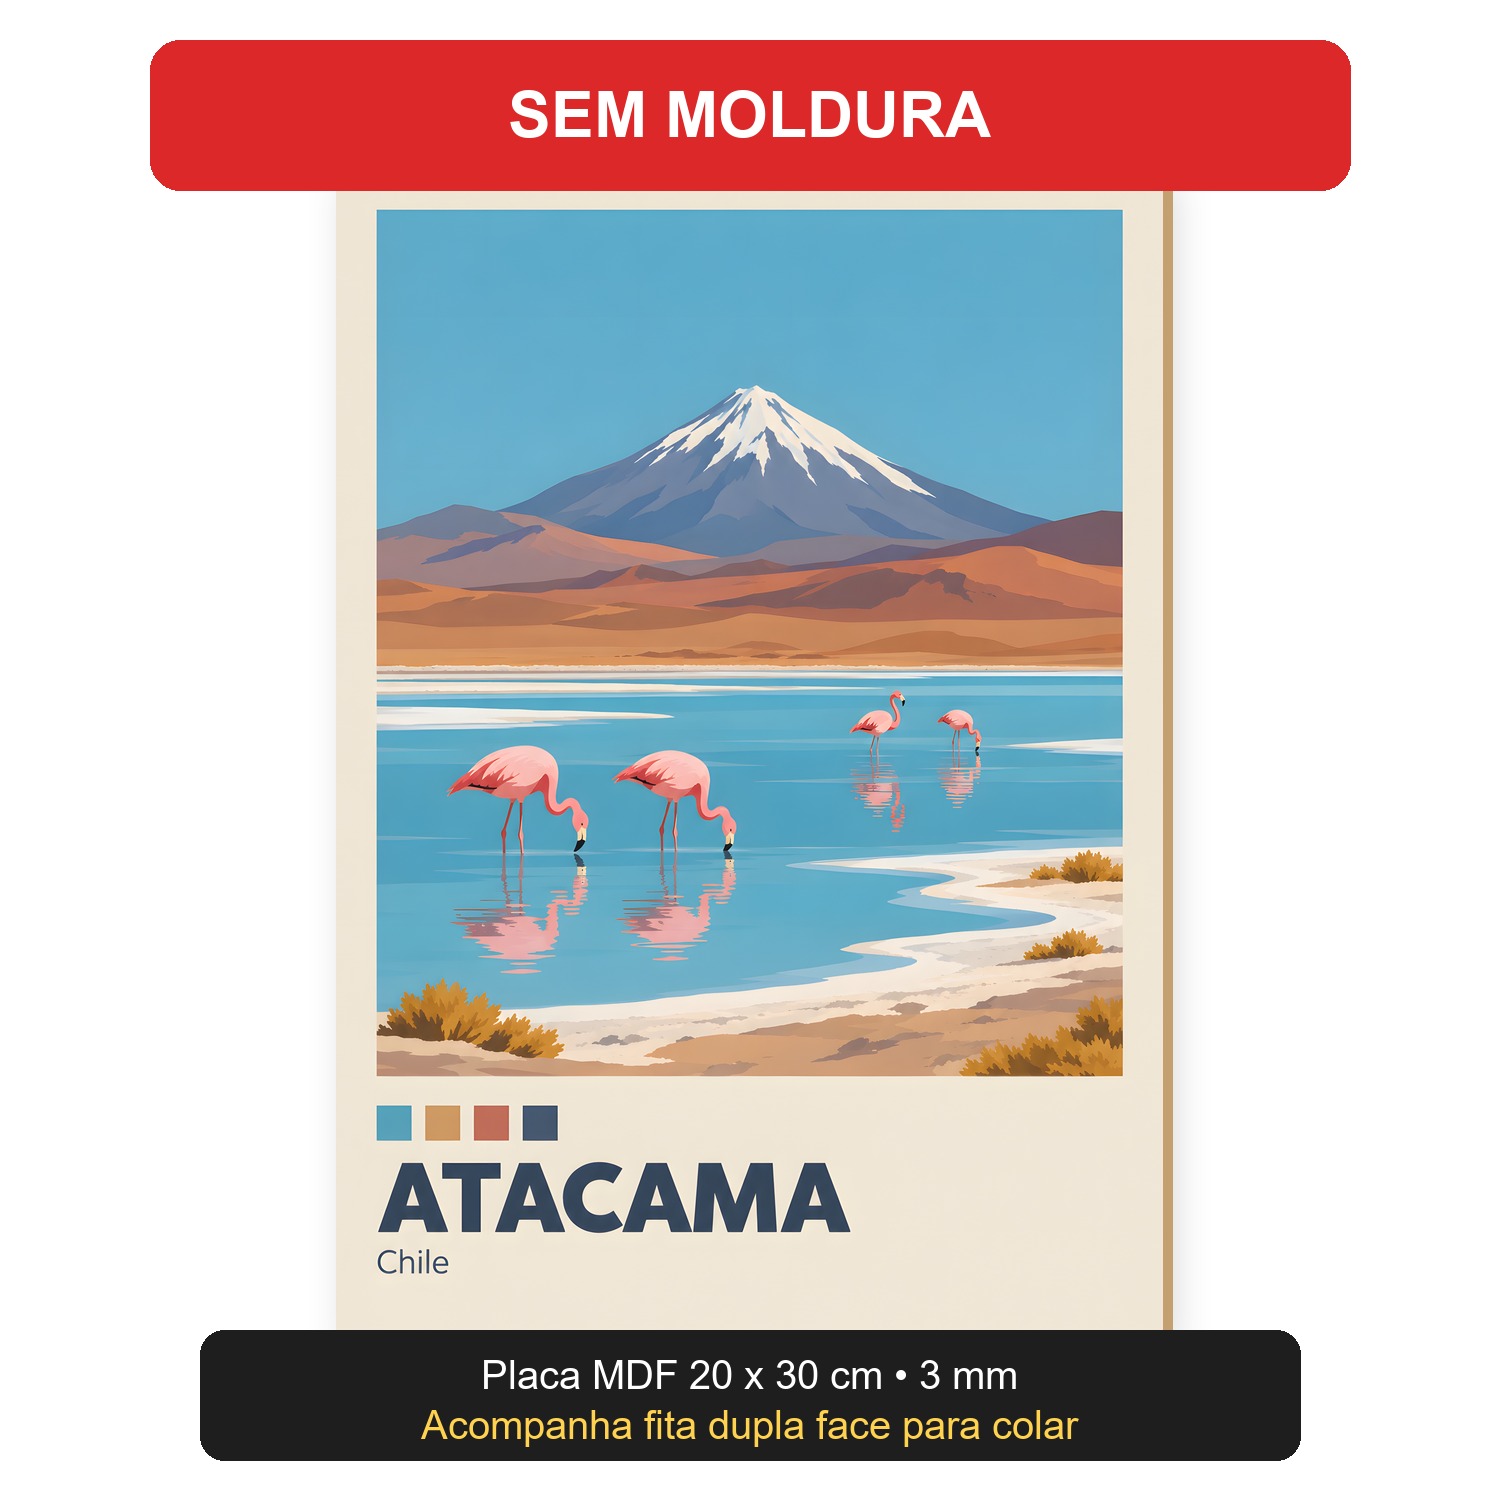 SEM MOLDURA
ATACAMA
Chile
Placa MDF 20 x 30 cm • 3 mm
Acompanha fita dupla face para colar